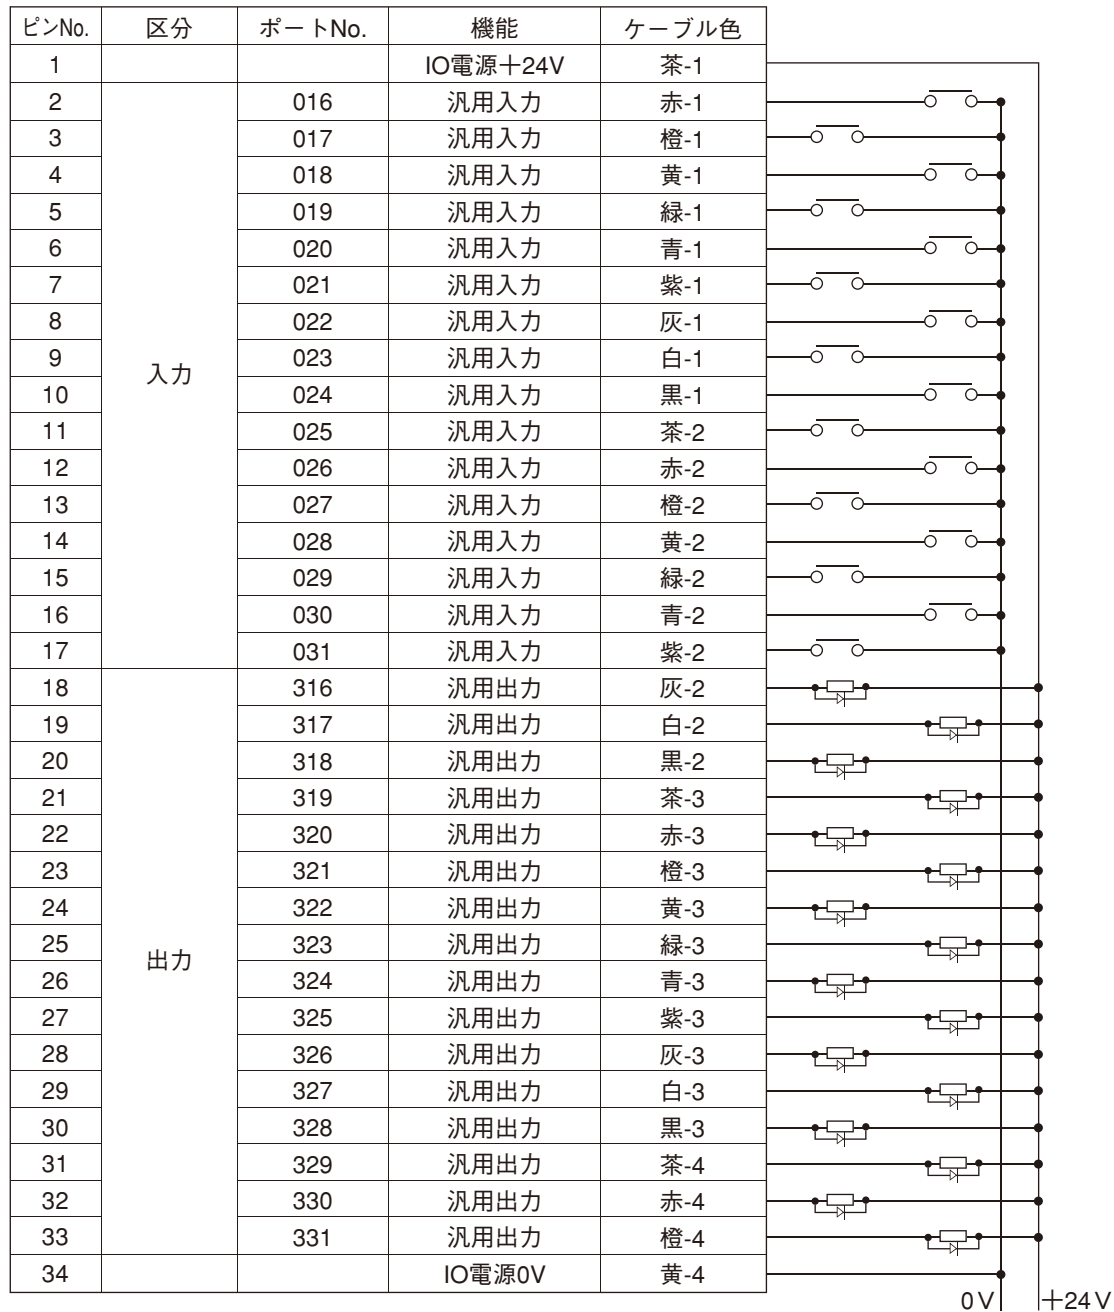 ピンNo. 区分 ポートNo. 機能 ケーブル色
1 IO電源＋24V 茶-1
2 016 汎用入力 赤-1
3 017 汎用入力 橙-1
4 018 汎用入力 黄-1
5 019 汎用入力 緑-1
6 020 汎用入力 青-1
7 021 汎用入力 紫-1
8 022 汎用入力 灰-1
9 023 汎用入力 白-1
入力
10 024 汎用入力 黒-1
11 025 汎用入力 茶-2
12 026 汎用入力 赤-2
13 027 汎用入力 橙-2
14 028 汎用入力 黄-2
15 029 汎用入力 緑-2
16 030 汎用入力 青-2
17 031 汎用入力 紫-2
18 316 汎用出力 灰-2
19 317 汎用出力 白-2
20 318 汎用出力 黒-2
21 319 汎用出力 茶-3
22 320 汎用出力 赤-3
23 321 汎用出力 橙-3
24 322 汎用出力 黄-3
25 323 汎用出力 緑-3
出力
26 324 汎用出力 青-3
27 325 汎用出力 紫-3
28 326 汎用出力 灰-3
29 327 汎用出力 白-3
30 328 汎用出力 黒-3
31 329 汎用出力 茶-4
32 330 汎用出力 赤-4
33 331 汎用出力 橙-4
34 IO電源0V 黄-4
0V ＋24V